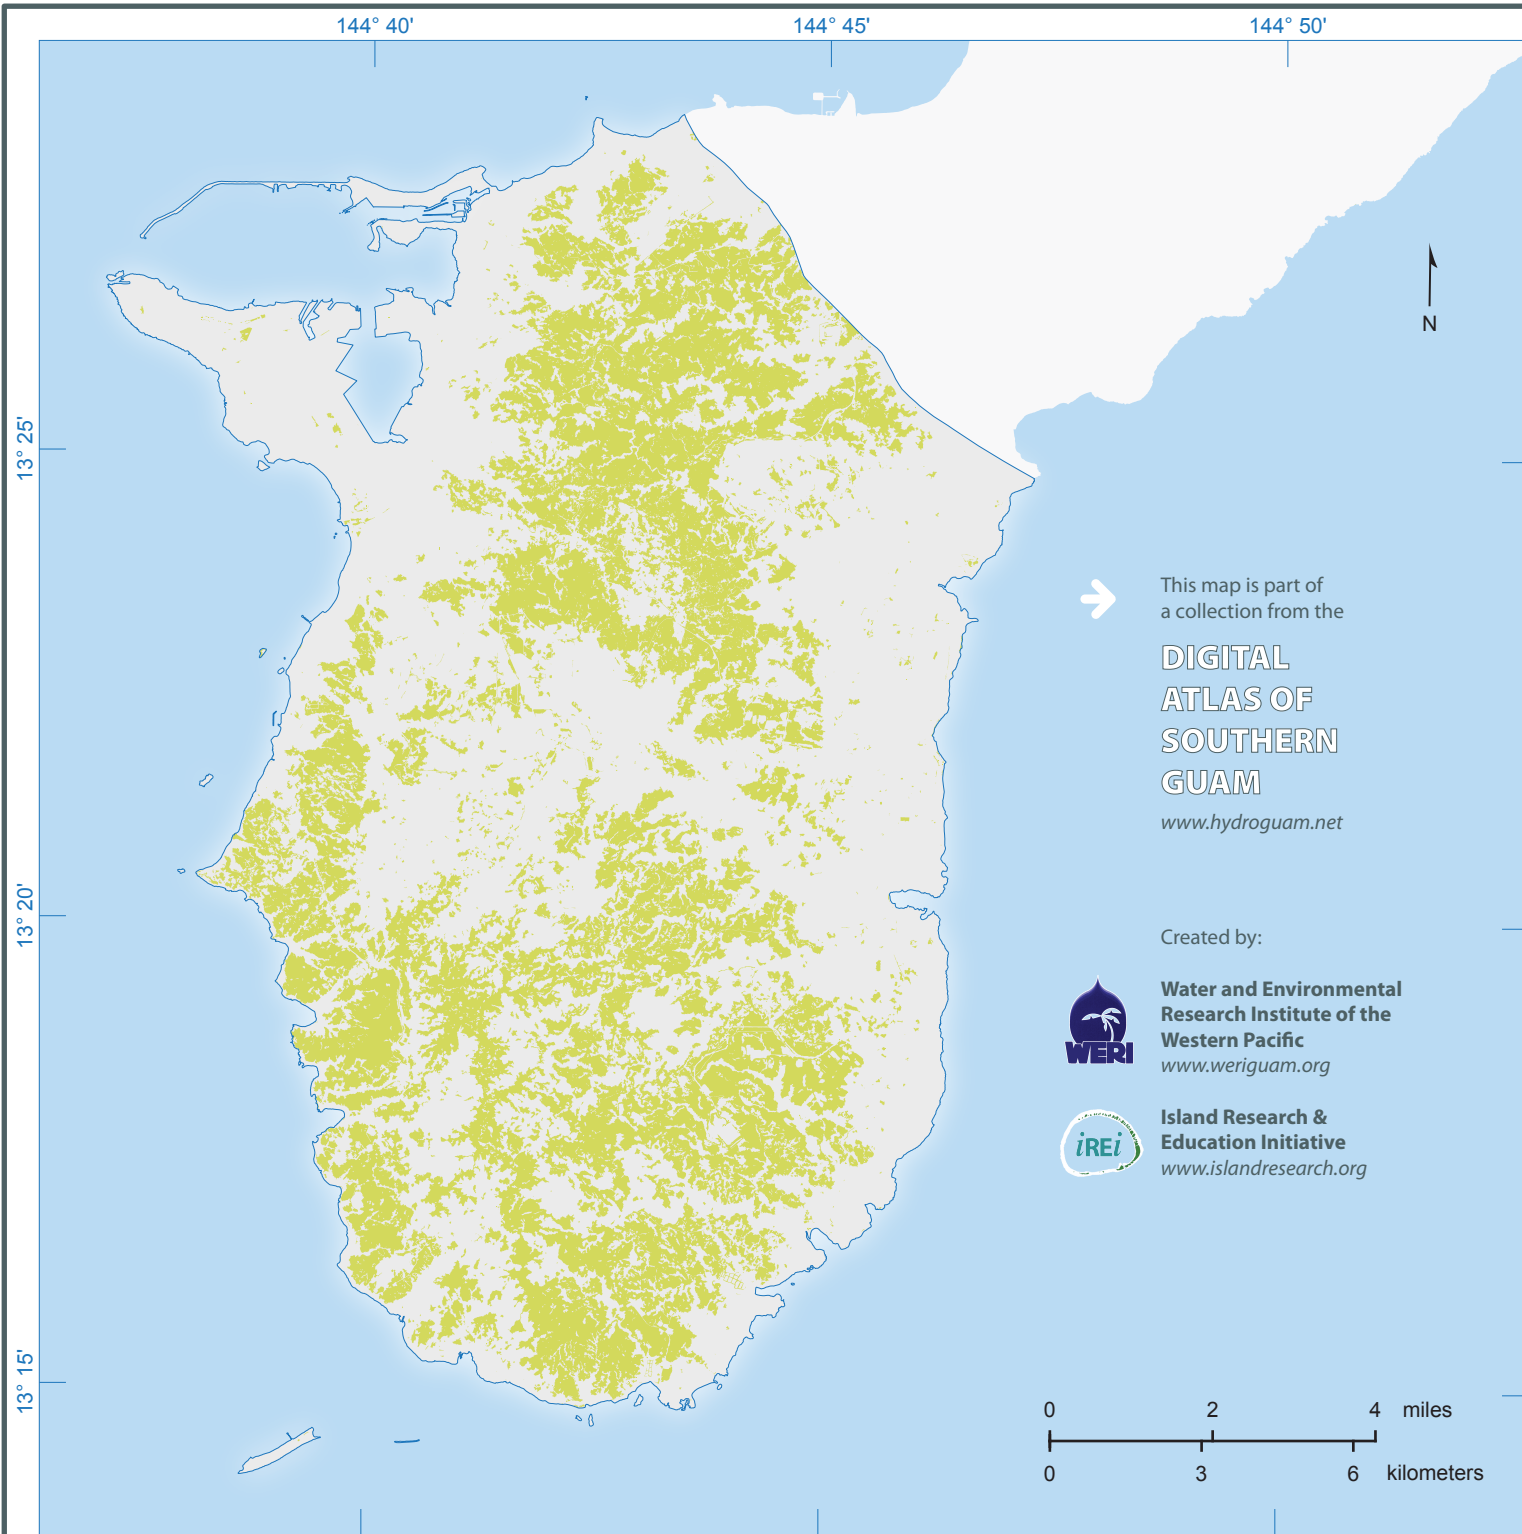 144° 40'
144° 45'
144° 50'
N
13° 25'
This map is part of
a collection from the
DIGITAL
ATLAS OF
SOUTHERN
GUAM
www.hydroguam.net
13° 20'
Created by:
WERI
Water and Environmental
Research Institute of the
Western Pacific
www.weriguam.org
iREi
Island Research &
Education Initiative
www.islandresearch.org
13° 15'
0 2 4 miles
0 3 6 kilometers